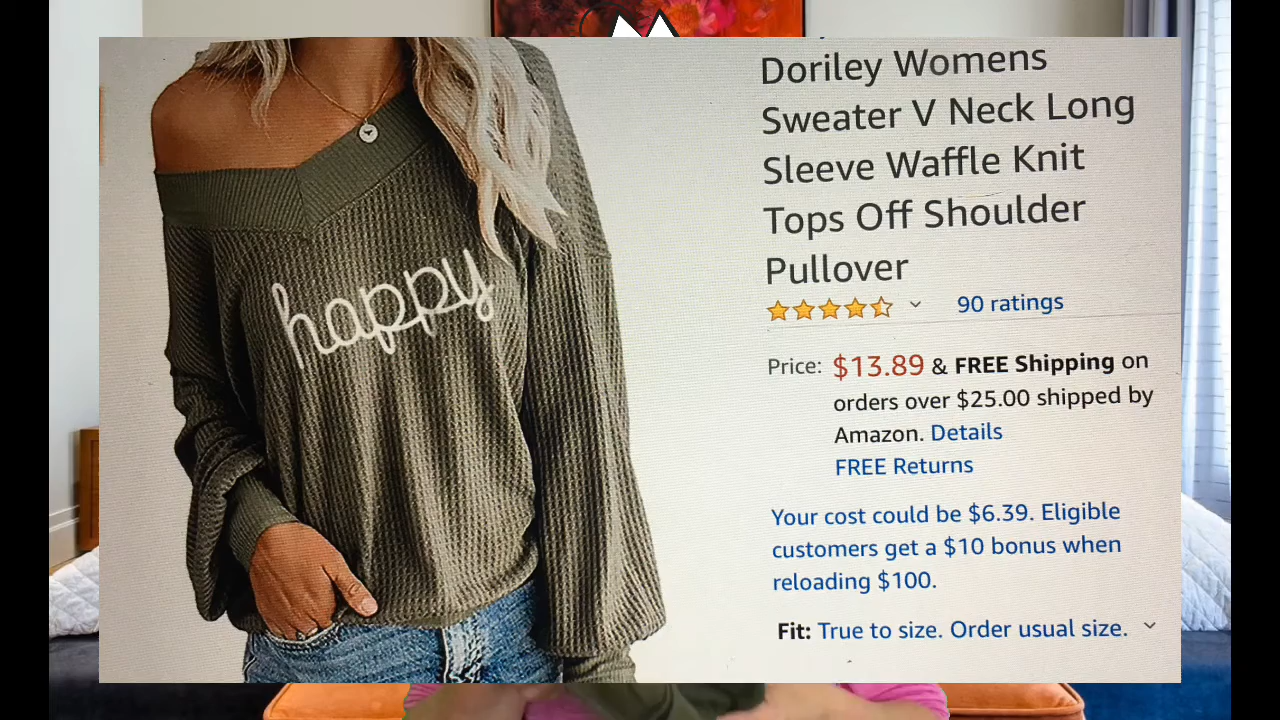 happy
Doriley Womens
Sweater V Neck Long
Sleeve Waffle Knit
Tops Off Shoulder
Pullover
90 ratings
Price: $13.89 & FREE Shipping on
orders over $25.00 shipped by
Amazon. Details
FREE Returns
Your cost could be $6.39. Eligible
customers get a $10 bonus when
reloading $100.
Fit: True to size. Order usual size.